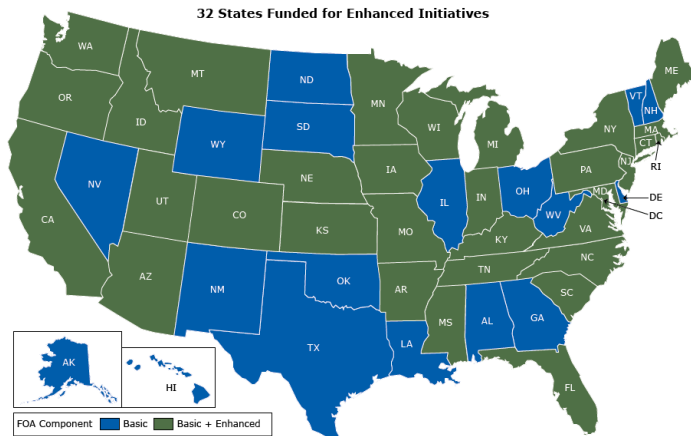 32 States Funded for Enhanced Initiatives
WA
ME
MT
ND
VT
MN
OR
NH
ID
SD
WI
NY
MA
WY
MI
CT
RI
IA
PA
NJ
NE
NV
OH
IL
IN
MD
DE
UT
WV
DC
CO
CA
VA
KS
MO
KY
NC
TN
AZ
OK
NM
AR
SC
MS
AL
GA
TX
LA
AK
HI
FL
FOA Component Basic Basic + Enhanced